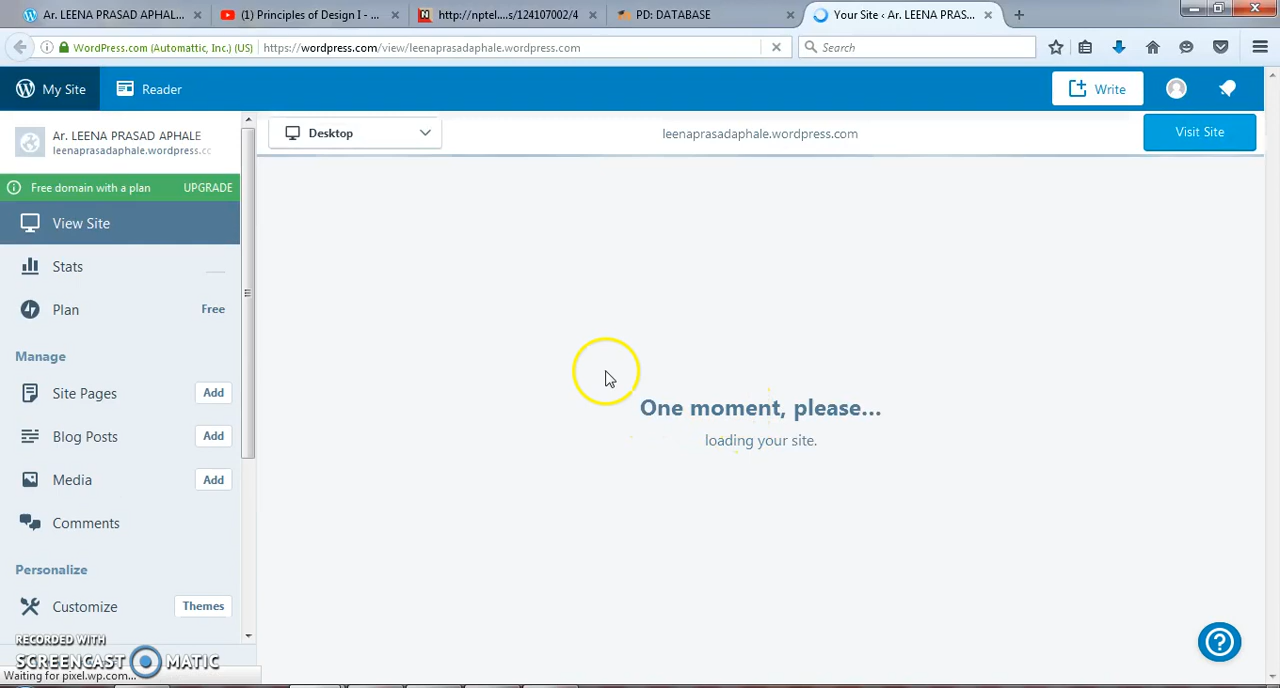 Ar. LEENA PRASAD APHAL...
(1) Principles of Design I - ...
http://nptel....s/124107002/4
PD: DATABASE
Your Site ‹ Ar. LEENA PRAS...
WordPress.com (Automattic, Inc.) (US)
https://wordpress.com/view/leenaprasadaphale.wordpress.com
Search
My Site
Reader
Write
Ar. LEENA PRASAD APHALE
leenaprasadaphale.wordpress.cc
Desktop
leenaprasadaphale.wordpress.com
Visit Site
Free domain with a plan
UPGRADE
View Site
Stats
Plan
Free
Manage
Site Pages
Add
Blog Posts
Add
Media
Add
Comments
Personalize
Customize
Themes
One moment, please...
loading your site.
RECORDED WITH
SCREENCAST MATIC
Waiting for pixel.wp.com...